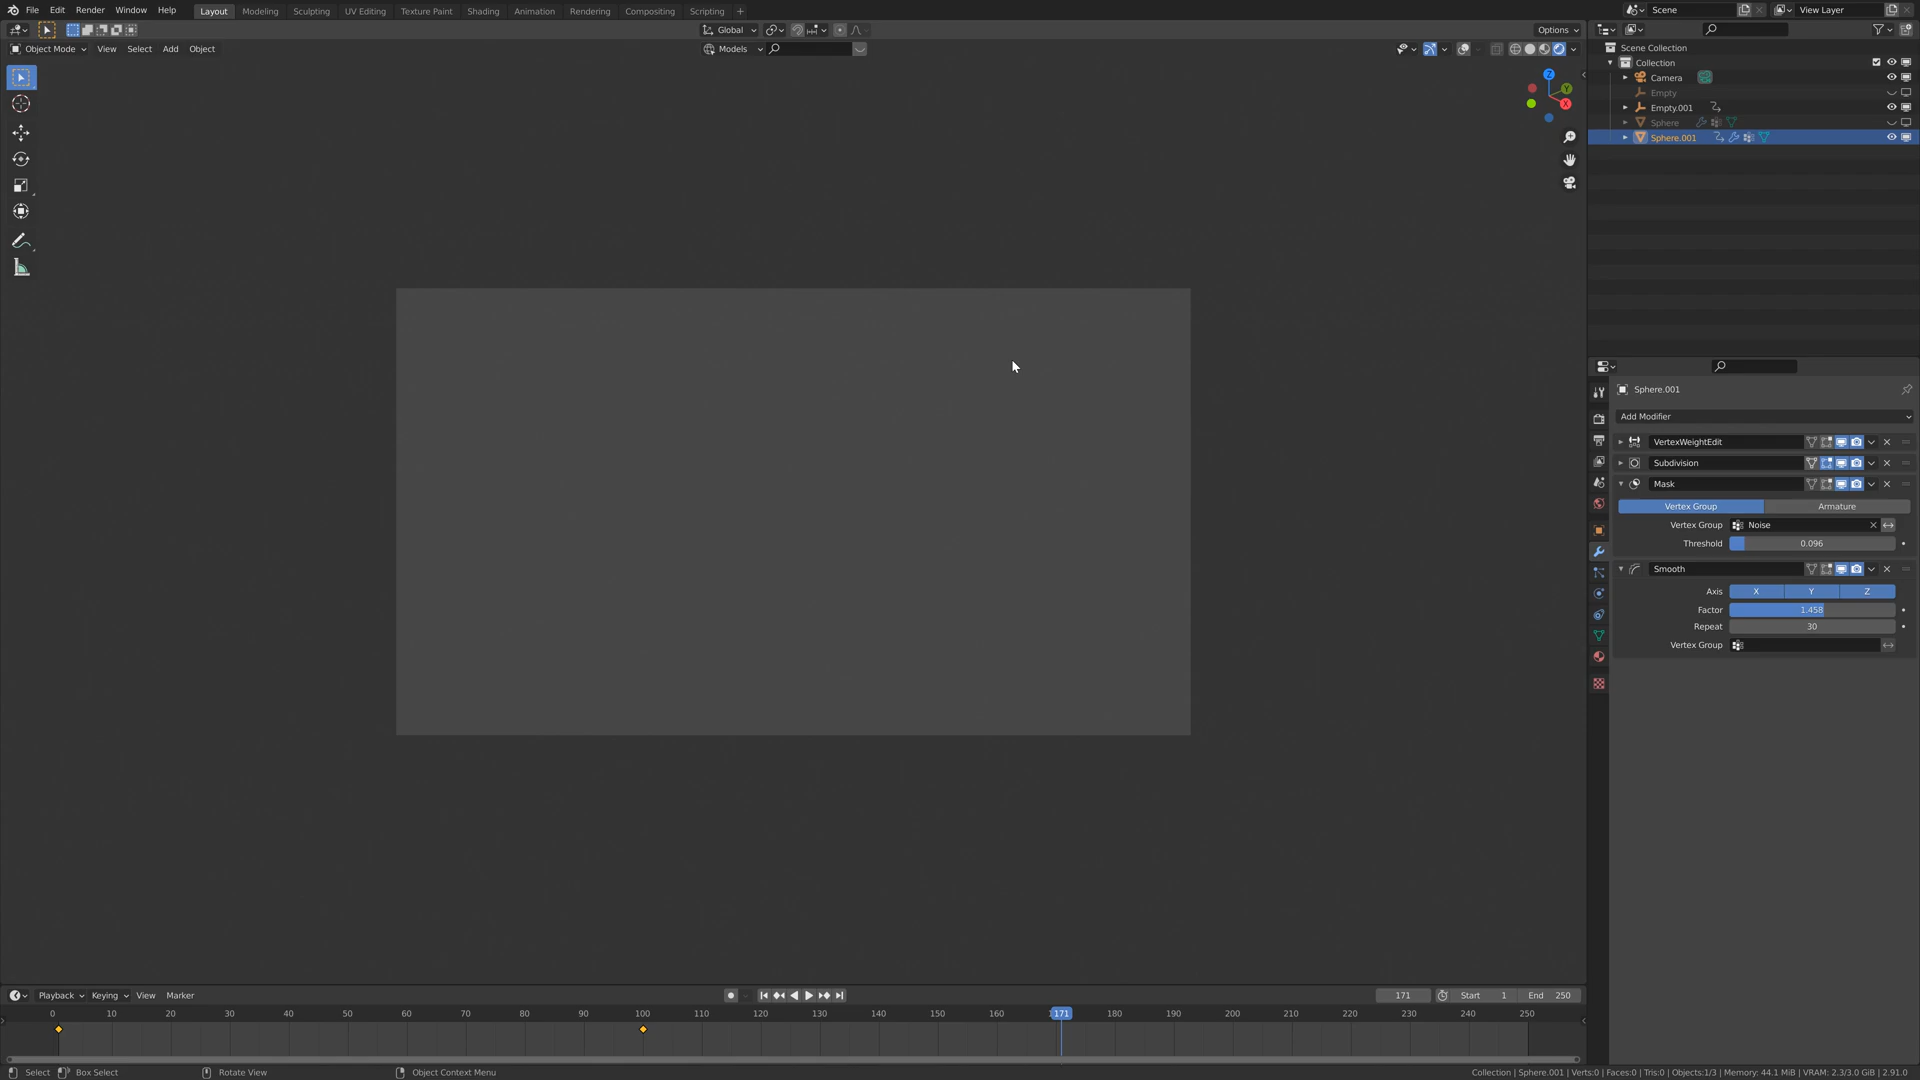 File Edit Render Window Help Layout Modeling Sculpting UV Editing Texture Paint Shading Animation Rendering Compositing Scripting + Scene View Layer
Global Options
Object Mode View Select Add Object Models
Scene Collection
Collection
Camera
Empty
Empty.001
Sphere
Sphere.001
Z
Y
X
Sphere.001
Add Modifier
VertexWeightEdit
Subdivision
Mask
Vertex Group Armature
Vertex Group Noise
Threshold 0.096
Smooth
Axis X Y Z
Factor 1.458
Repeat 30
Vertex Group
Playback Keying View Marker 171 Start 1 End 250
0 10 20 30 40 50 60 70 80 90 100 110 120 130 140 150 160 171 180 190 200 210 220 230 240 250
Select Box Select Rotate View Object Context Menu Collection | Sphere.001 | Verts:0 | Faces:0 | Tris:0 | Objects:1/3 | Memory: 44.1 MiB | VRAM: 2.3/3.0 GiB | 2.91.0